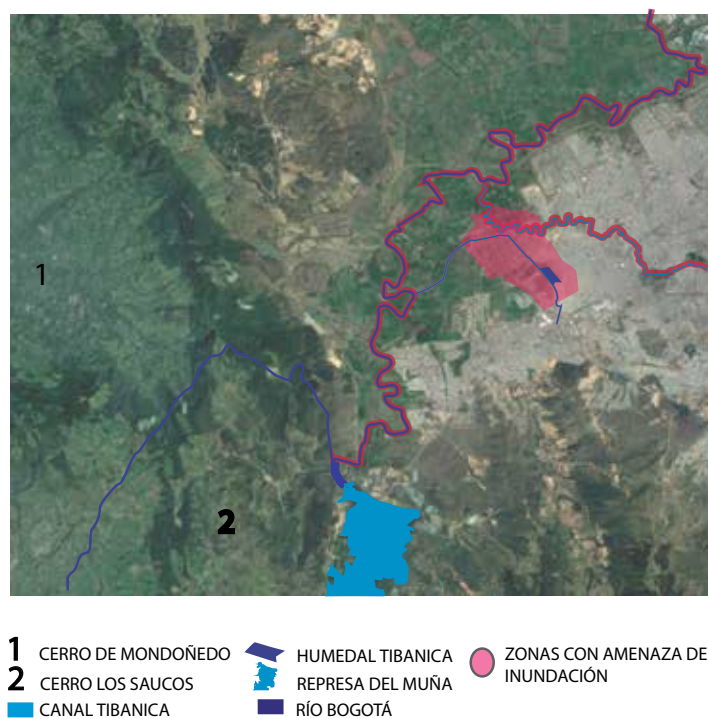 1
2
1 CERRO DE MONDOÑEDO
2 CERRO LOS SAUCOS
CANAL TIBANICA
HUMEDAL TIBANICA
REPRESA DEL MUÑA
RÍO BOGOTÁ
ZONAS CON AMENAZA DE
INUNDACIÓN